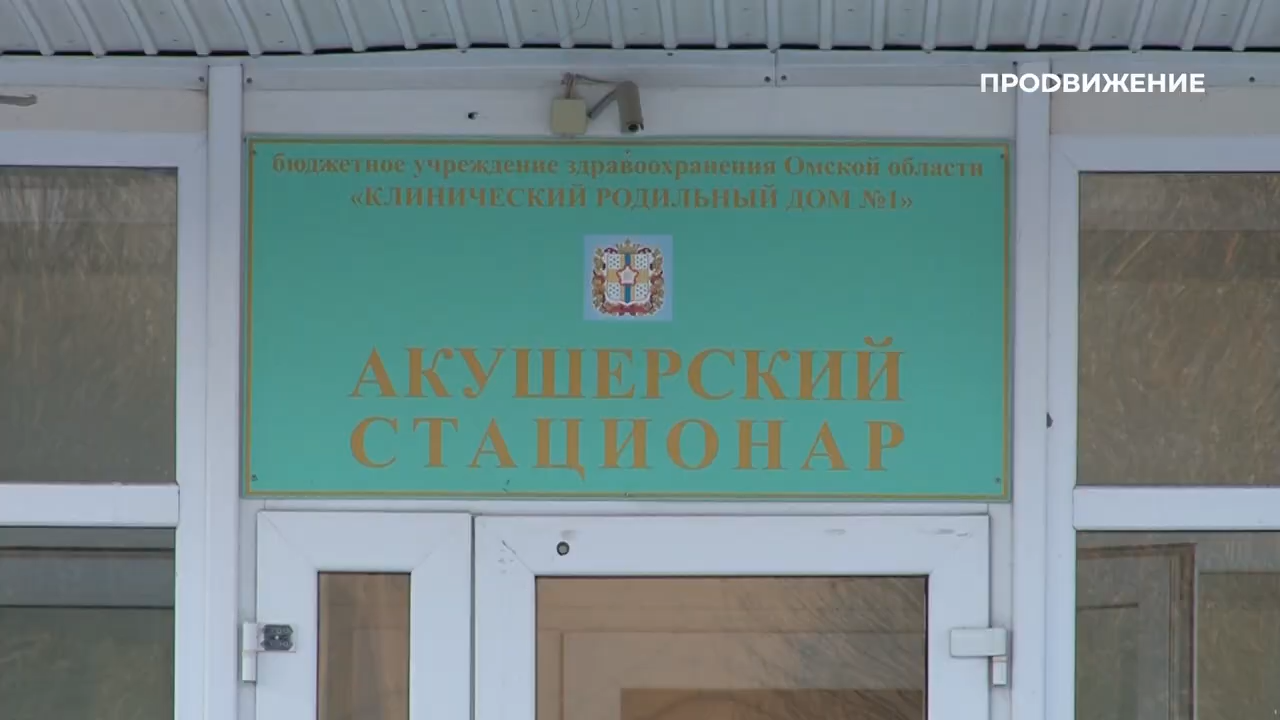 ПРОДВИЖЕНИЕ
бюджетное учреждение здравоохранения Омской области
«КЛИНИЧЕСКИЙ РОДИЛЬНЫЙ ДОМ №1»
АКУШЕРСКИЙ
СТАЦИОНАР